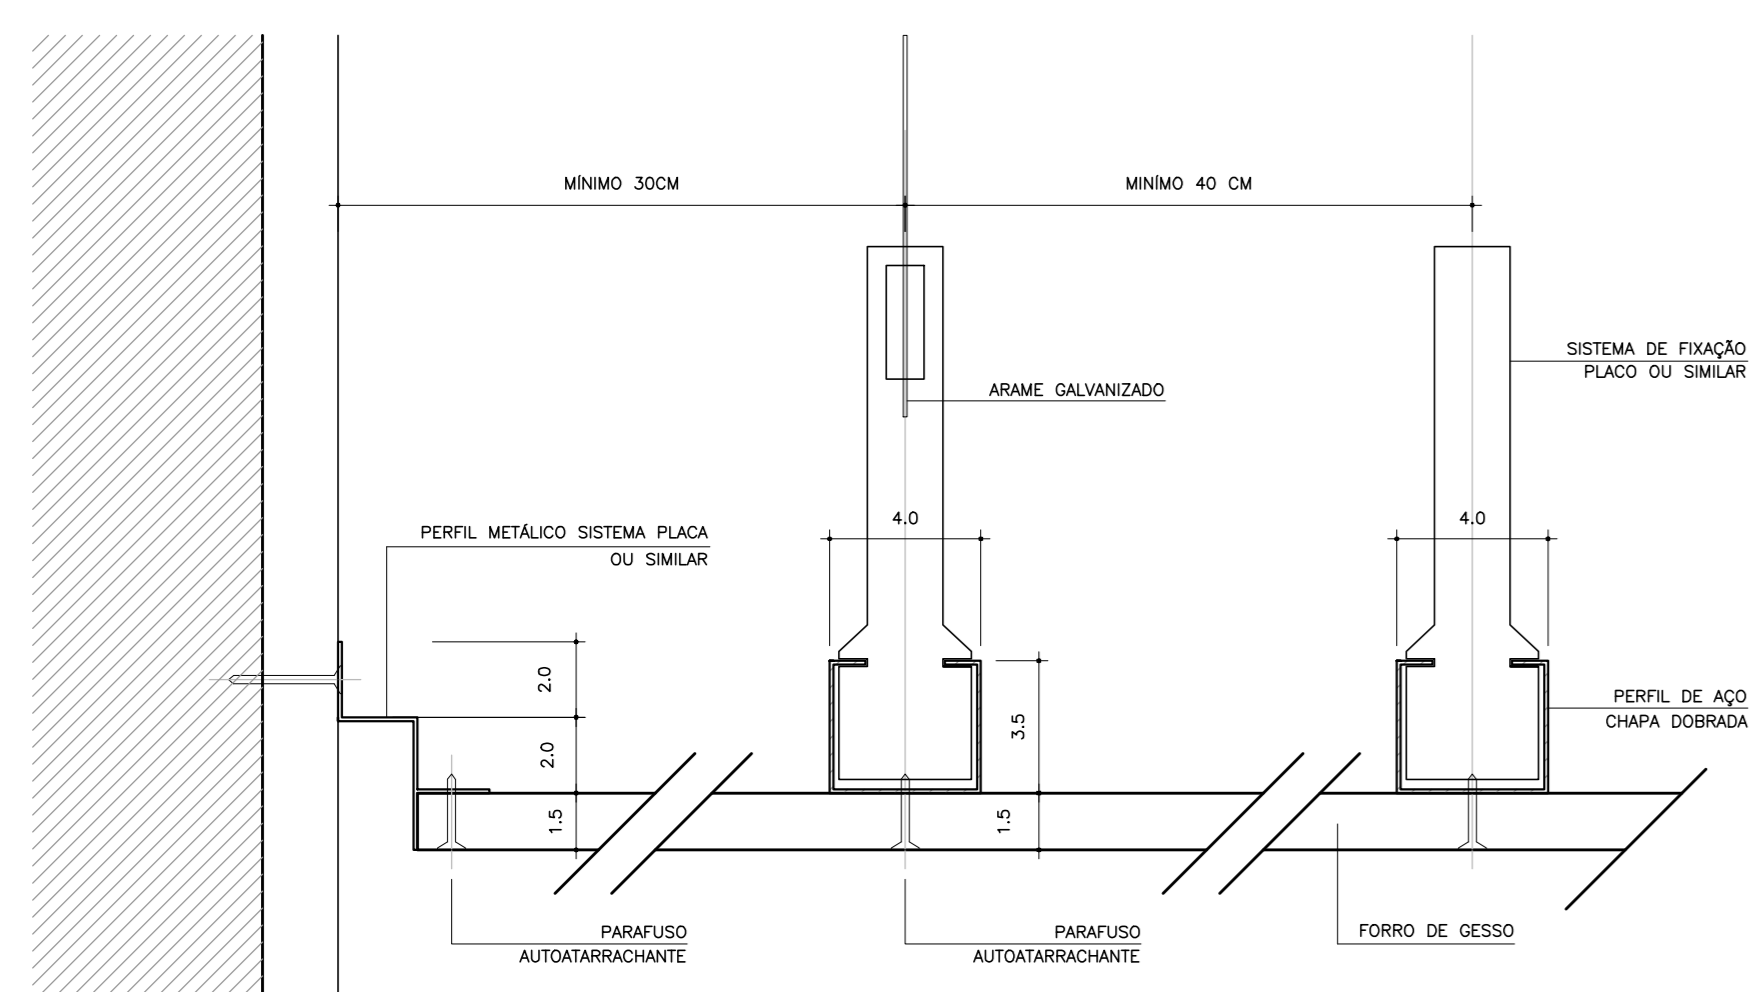 MÍNIMO 30CM
MINÍMO 40 CM
SISTEMA DE FIXAÇÃO
PLACO OU SIMILAR
ARAME GALVANIZADO
4.0
4.0
PERFIL METÁLICO SISTEMA PLACA
OU SIMILAR
2.0
2.0
1.5
3.5
1.5
PERFIL DE AÇO
CHAPA DOBRADA
PARAFUSO
AUTOATARRACHANTE
PARAFUSO
AUTOATARRACHANTE
FORRO DE GESSO